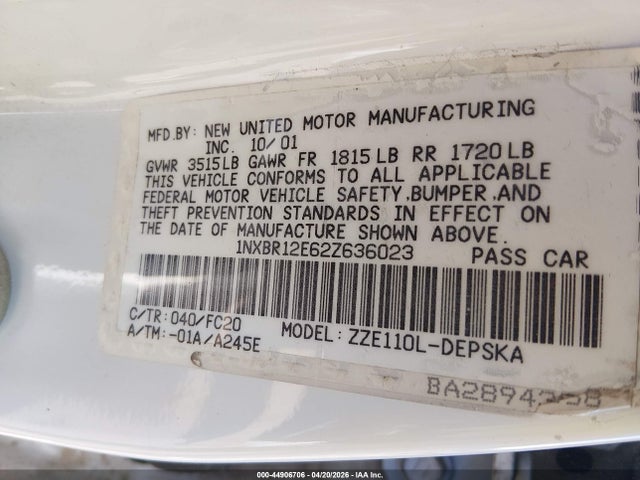 MFD.BY: NEW UNITED MOTOR MANUFACTURING
INC. 10/01
GVWR 3515LB GAWR FR 1815LB RR 1720LB
THIS VEHICLE CONFORMS TO ALL APPLICABLE
FEDERAL MOTOR VEHICLE SAFETY.BUMPER.AND
THEFT PREVENTION STANDARDS IN EFFECT ON
THE DATE OF MANUFACTURE SHOWN ABOVE.
1NXBR12E62Z636023 PASS CAR
C/TR: 040/FC20
A/TM: -01A/A245E
MODEL: ZZE110L-DEPSKA
000-44906706 | 04/20/2026 | IAA Inc.